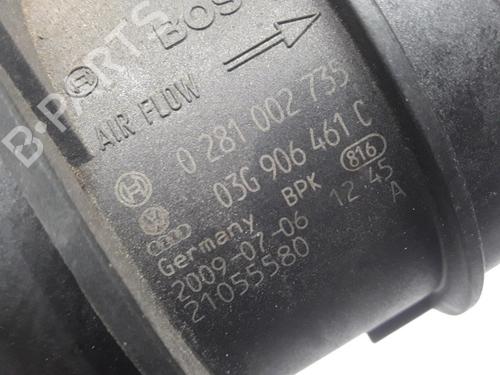 BOS
AIR FLOW
0 281 002 735
03G 906 461 C
Germany BPK 816
2009-07-06 12 45
21055580 A
B-PARTS